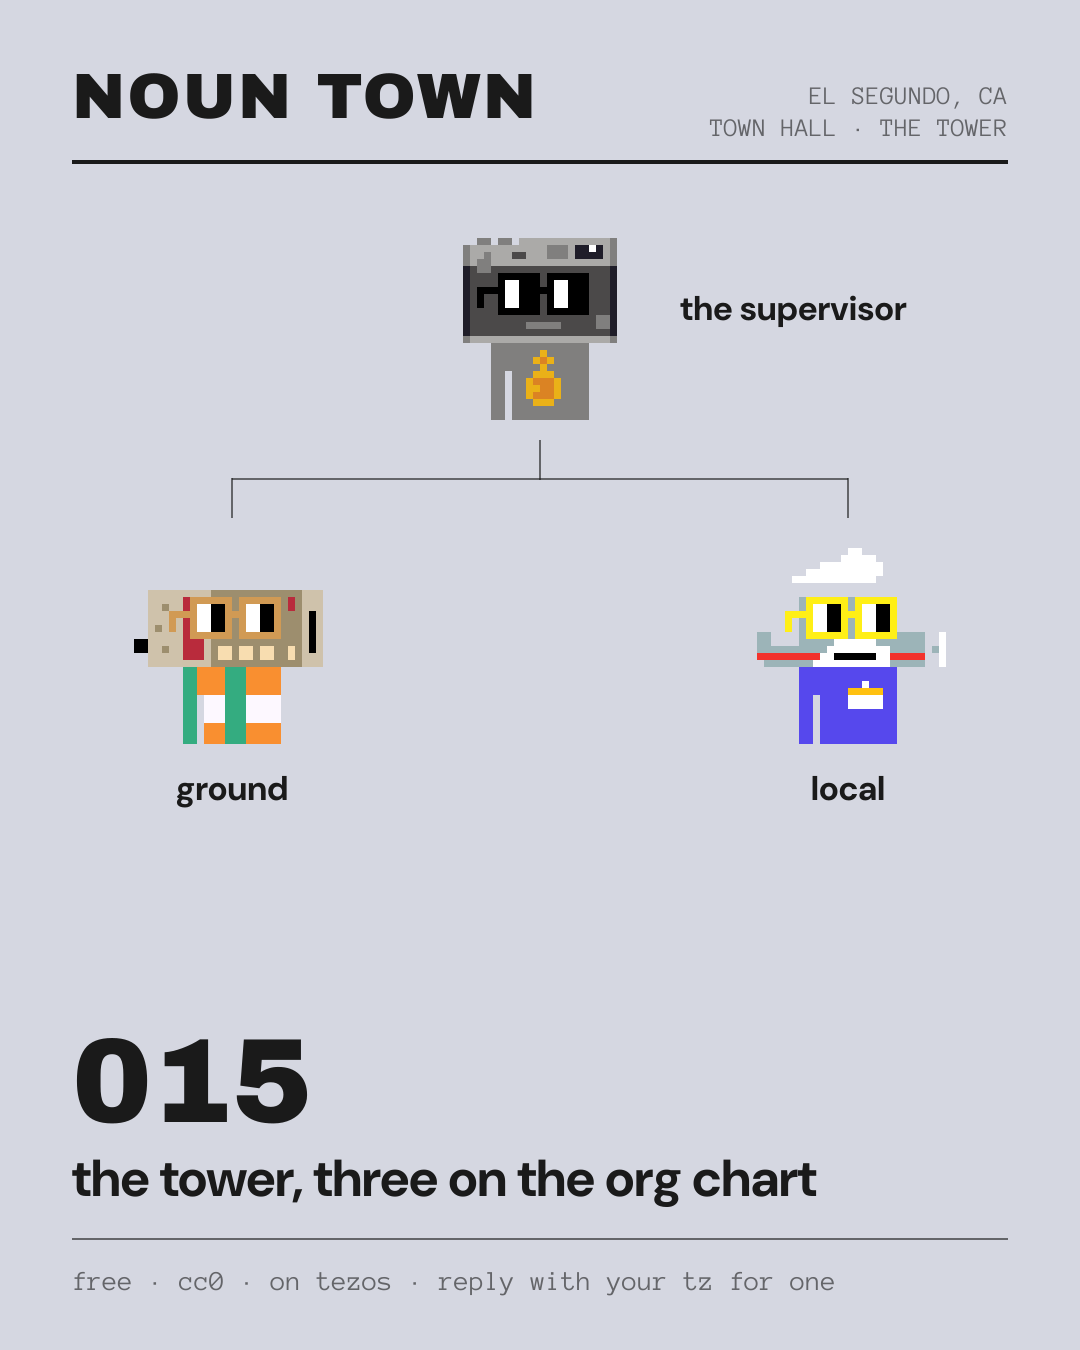 NOUN TOWN
EL SEGUNDO, CA
TOWN HALL · THE TOWER
the supervisor
ground
local
015
the tower, three on the org chart
free · cc0 · on tezos · reply with your tz for one